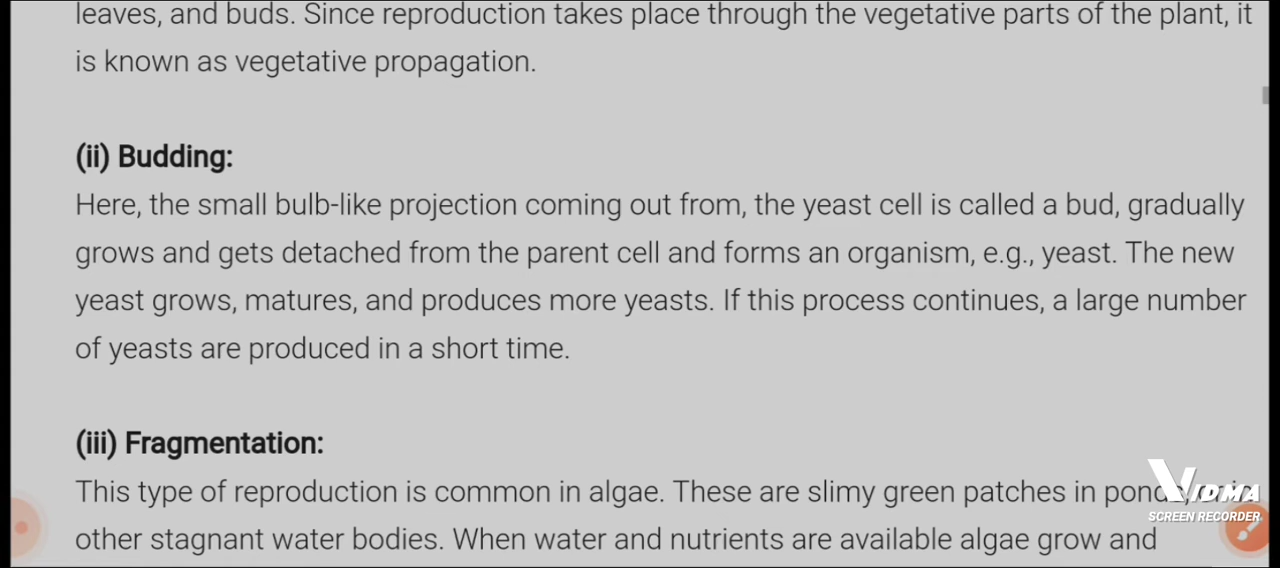 leaves, and buds. Since reproduction takes place through the vegetative parts of the plant, it
is known as vegetative propagation.
(ii) Budding:
Here, the small bulb-like projection coming out from, the yeast cell is called a bud, gradually
grows and gets detached from the parent cell and forms an organism, e.g., yeast. The new
yeast grows, matures, and produces more yeasts. If this process continues, a large number
of yeasts are produced in a short time.
(iii) Fragmentation:
This type of reproduction is common in algae. These are slimy green patches in
other stagnant water bodies. When water and nutrients are available algae grow and
VIDMA
SCREEN RECORDER